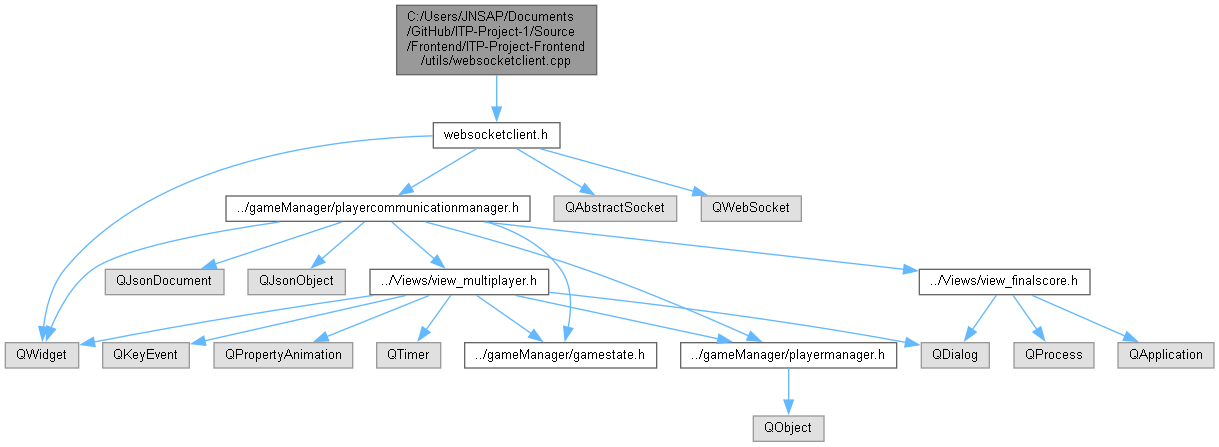 C:/Users/JNSAP/Documents
/GitHub/ITP-Project-1/Source
/Frontend/ITP-Project-Frontend
/utils/websocketclient.cpp
websocketclient.h
../gameManager/playercommunicationmanager.h
QAbstractSocket
QWebSocket
QJsonDocument
QJsonObject
../Views/view_multiplayer.h
../Views/view_finalscore.h
QWidget
QKeyEvent
QPropertyAnimation
QTimer
../gameManager/gamestate.h
../gameManager/playermanager.h
QDialog
QProcess
QApplication
QObject